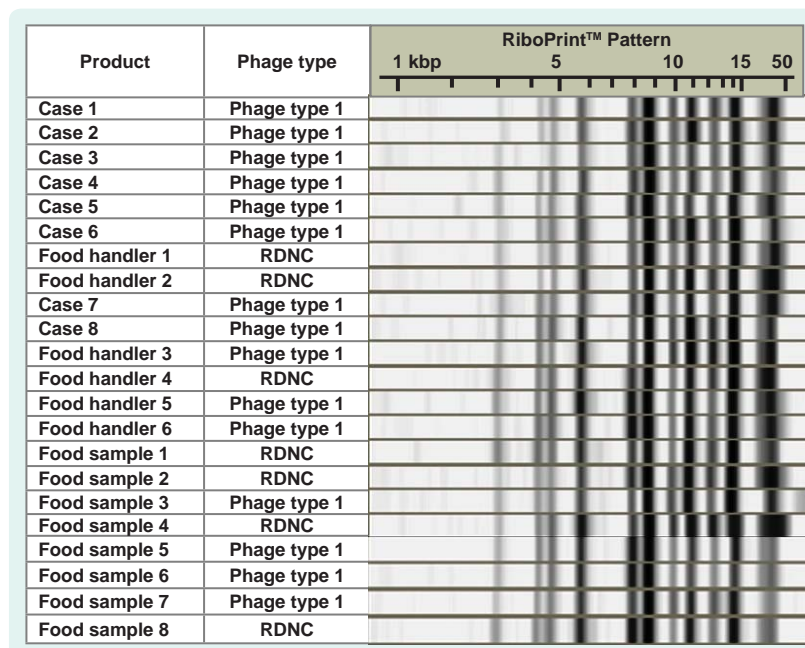 Product Phage type RiboPrint™ Pattern
1 kbp 5 10 15 50
Case 1 Phage type 1
Case 2 Phage type 1
Case 3 Phage type 1
Case 4 Phage type 1
Case 5 Phage type 1
Case 6 Phage type 1
Food handler 1 RDNC
Food handler 2 RDNC
Case 7 Phage type 1
Case 8 Phage type 1
Food handler 3 Phage type 1
Food handler 4 RDNC
Food handler 5 Phage type 1
Food handler 6 Phage type 1
Food sample 1 RDNC
Food sample 2 RDNC
Food sample 3 Phage type 1
Food sample 4 RDNC
Food sample 5 Phage type 1
Food sample 6 Phage type 1
Food sample 7 Phage type 1
Food sample 8 RDNC